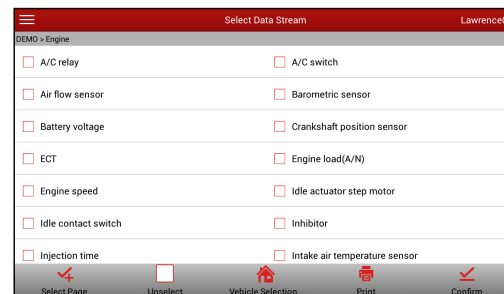 Select Data Stream
DEMO > Engine
A/C relay
A/C switch
Air flow sensor
Barometric sensor
Battery voltage
Crankshaft position sensor
ECT
Engine load(A/N)
Engine speed
Idle actuator step motor
Idle contact switch
Inhibitor
Injection time
Intake air temperature sensor
Select Page
Unselect
Vehicle Selection
Print
Confirm